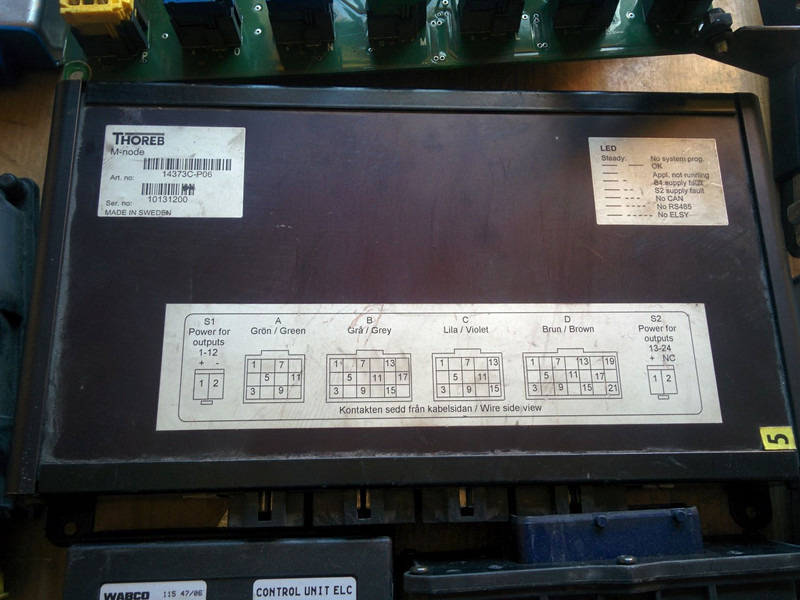 R
O
N
M
THOREB
M-node
Art. no:
14373C-P06
Ser. no:
10131200
MADE IN SWEDEN
LED
Steady: No system prog.
OK
Appl. not running
S1 supply fault
S2 supply fault
No CAN
No RS485
No ELSY
S1
Power for
outputs
1-12
+ -
1 2
A
Grön / Green
1 7
5 11
3 9
B
Grå / Grey
1 7 13
5 11 17
3 9 15
C
Lila / Violet
1 7 13
5 11
3 9 15
D
Brun / Brown
1 7 13 19
5 11 17
3 9 15 21
S2
Power for
outputs
13-24
+ NC
1 2
Kontakten sedd från kabelsidan / Wire side view
5
WABCO
115 47/06
CONTROL UNIT ELC